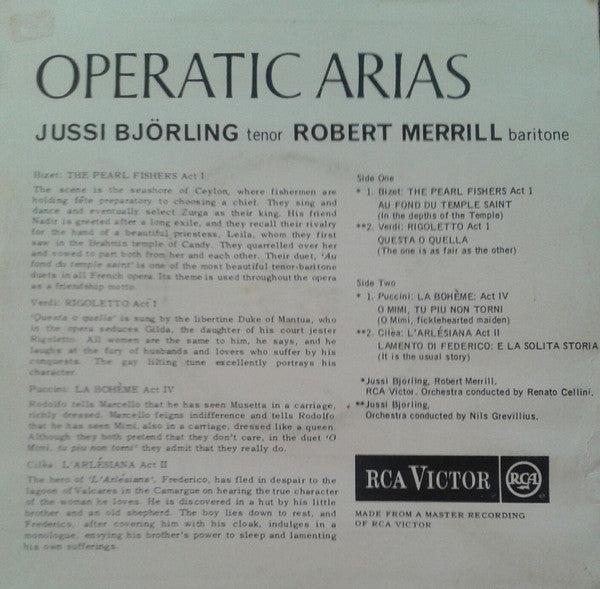 OPERATIC ARIAS
JUSSI BJÖRLING tenor ROBERT MERRILL baritone
Bizet: THE PEARL FISHERS Act I
The scene is the seashore of Ceylon, where fishermen are
holding fête preparatory to choosing a chief. They sing and
dance and eventually select Zurga as their king. His friend
Nadir is greeted after a long exile, and they recall their rivalry
for the hand of a beautiful priestess, Leila, whom they first
saw in the Brahmin temple of Candy. They quarrelled over her
and vowed to part both from her and each other. Their duet, 'Au
fond du temple saint' is one of the most beautiful tenor-baritone
duets in all French opera. Its theme is used throughout the opera
as a friendship motto.
Verdi: RIGOLETTO Act I
'Questa o quella' is sung by the libertine Duke of Mantua, who
in the opera seduces Gilda, the daughter of his court jester
Rigoletto. All women are the same to him, he says, and he
laughs at the fury of husbands and lovers who suffer by his
conquests. The gay lilting tune excellently portrays his
character.
Puccini: LA BOHÈME Act IV
Rodolfo tells Marcello that he has seen Musetta in a carriage,
richly dressed. Marcello feigns indifference and tells Rodolfo
that he has seen Mimi, also in a carriage, dressed like a queen.
Although they both pretend that they don't care, in the duet 'O
Mimi, tu piu non torni' they admit that they really do.
Cilèa: L'ARLÉSIANA Act II
The hero of 'L'Arlésiana', Frederico, has fled in despair to the
lagoon of Valcares in the Camargue on hearing the true character
of the woman he loves. He is discovered in a hut by his little
brother and an old shepherd. The boy lies down to rest, and
Frederico, after covering him with his cloak, indulges in a
monologue, envying his brother's power to sleep and lamenting
his own sufferings.
Side One
* 1. Bizet: THE PEARL FISHERS Act 1
AU FOND DU TEMPLE SAINT
(In the depths of the Temple)
**2. Verdi: RIGOLETTO Act 1
QUESTA O QUELLA
(The one is as fair as the other)
Side Two
* 1. Puccini: LA BOHÈME: Act IV
O MIMI, TU PIU NON TORNI
(O Mimi, ficklehearted maiden)
**2. Cilèa: L'ARLÉSIANA Act II
LAMENTO DI FEDERICO: E LA SOLITA STORIA
(It is the usual story)
*Jussi Bjorling, Robert Merrill.
RCA Victor. Orchestra conducted by Renato Cellini.
**Jussi Bjorling,
Orchestra conducted by Nils Grevillius.
RCA VICTOR RCA
MADE FROM A MASTER RECORDING
OF RCA VICTOR